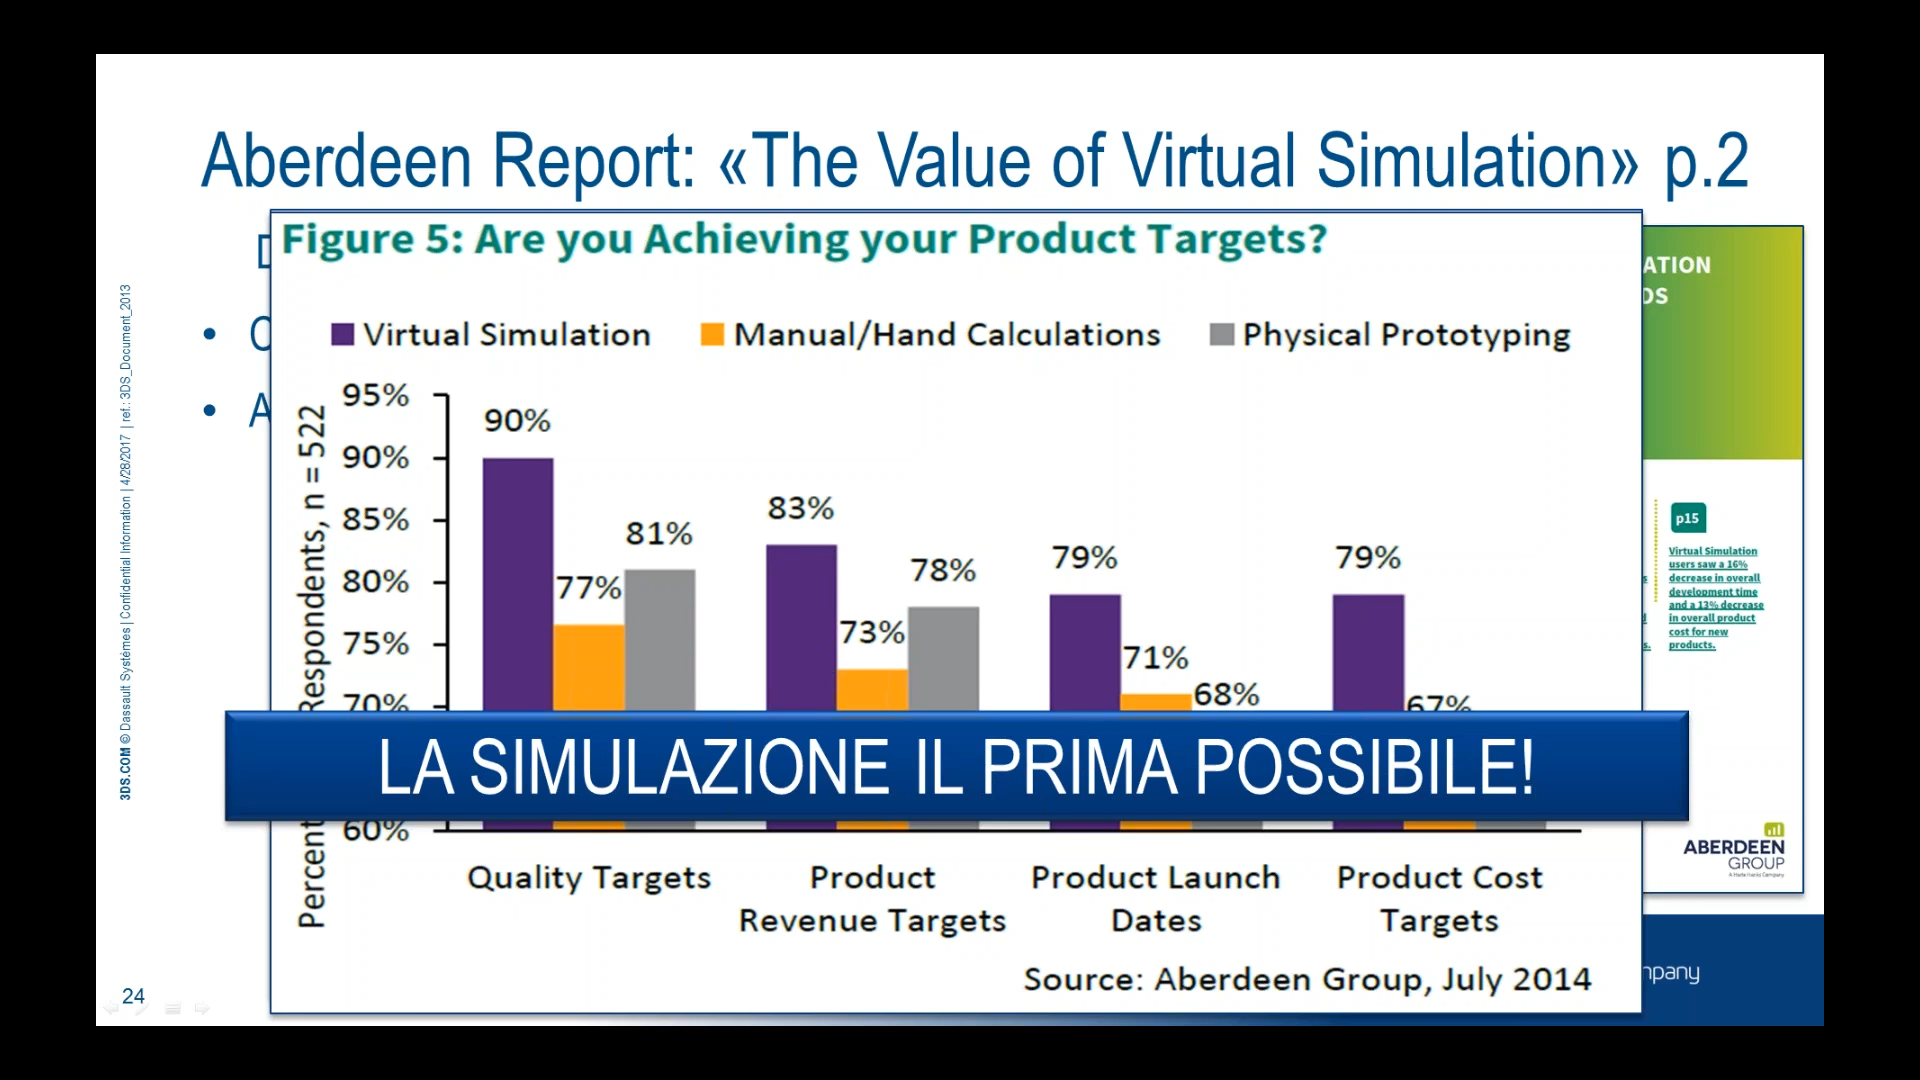 Aberdeen Report: «The Value of Virtual Simulation» p.2
Figure 5: Are you Achieving your Product Targets?
Virtual Simulation
Manual/Hand Calculations
Physical Prototyping
Respondents, n = 522
Percent
95%
90%
85%
80%
75%
70%
60%
90%
77%
81%
83%
73%
78%
79%
71%
68%
79%
67%
LA SIMULAZIONE IL PRIMA POSSIBILE!
Quality Targets
Product
Revenue Targets
Product Launch
Dates
Product Cost
Targets
Source: Aberdeen Group, July 2014
ATION
DS
p15
Virtual Simulation
users saw a 16%
decrease in overall
development time
and a 13% decrease
in overall product
cost for new
products.
ABERDEEN
GROUP
A Harte Hanks Company
mpany
3DS.COM © Dassault Systèmes | Confidential Information | 4/28/2017 | ref.: 3DS_Document_2013
24